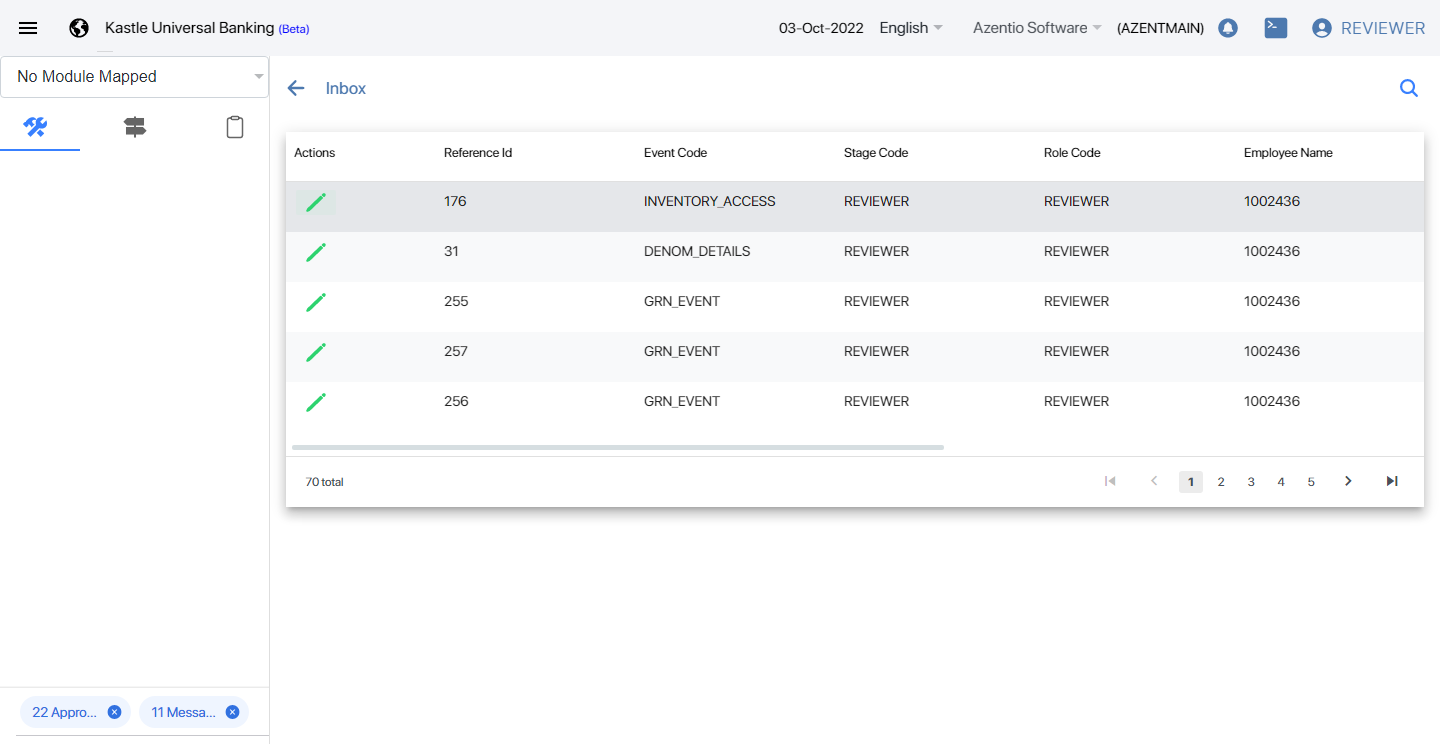 Kastle Universal Banking (Beta) 03-Oct-2022 English Azentio Software (AZENTMAIN) REVIEWER
No Module Mapped
Inbox
Actions Reference Id Event Code Stage Code Role Code Employee Name
176 INVENTORY_ACCESS REVIEWER REVIEWER 1002436
31 DENOM_DETAILS REVIEWER REVIEWER 1002436
255 GRN_EVENT REVIEWER REVIEWER 1002436
257 GRN_EVENT REVIEWER REVIEWER 1002436
256 GRN_EVENT REVIEWER REVIEWER 1002436
70 total 1 2 3 4 5
22 Appro... 11 Messa...